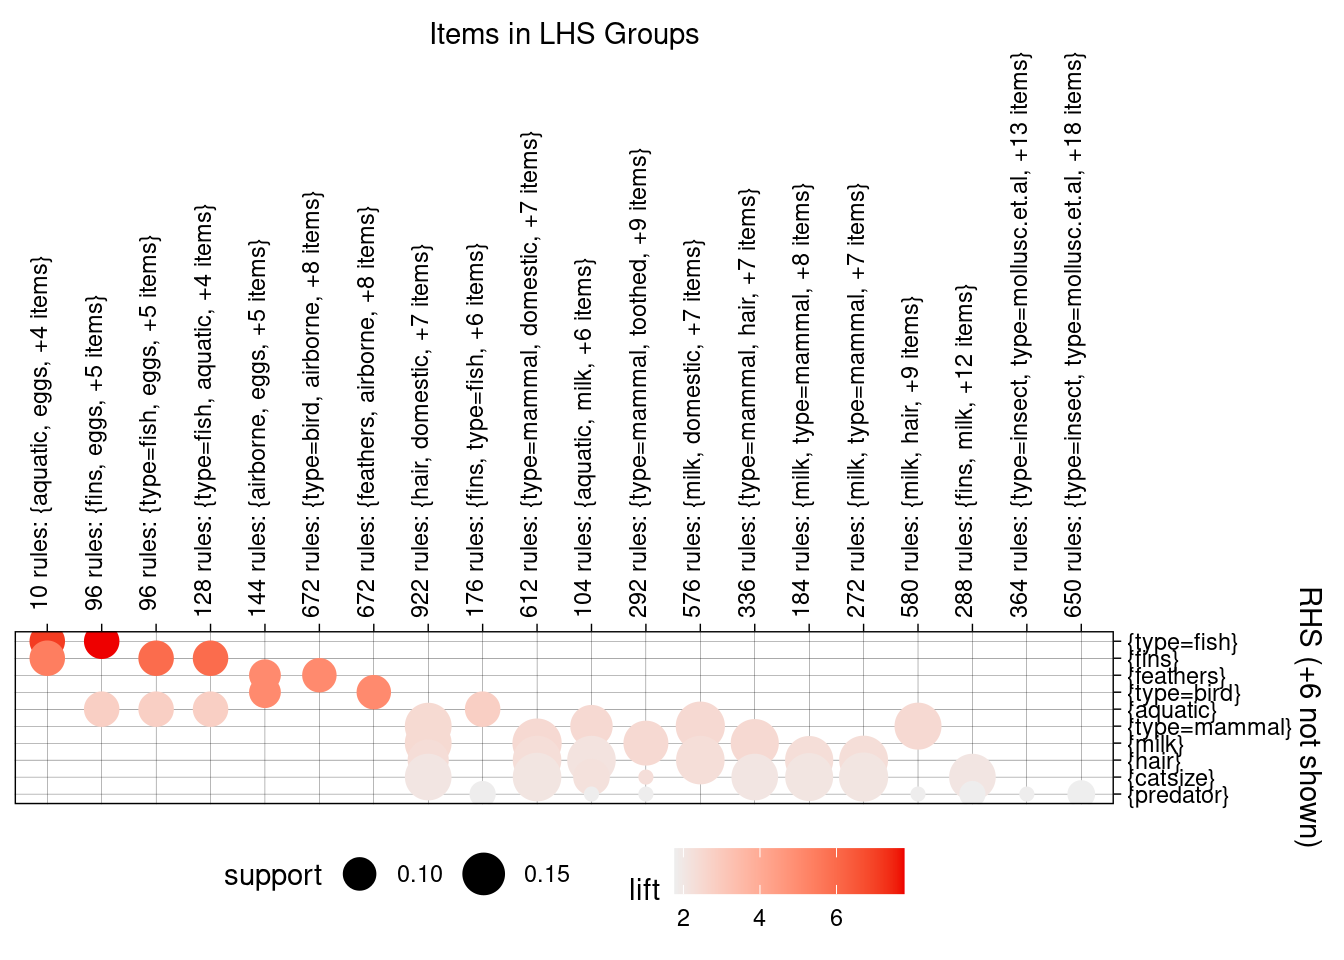 Items in LHS Groups
10 rules: {aquatic, eggs, +4 items}
96 rules: {fins, eggs, +5 items}
96 rules: {type=fish, eggs, +5 items}
128 rules: {type=fish, aquatic, +4 items}
144 rules: {airborne, eggs, +5 items}
672 rules: {type=bird, airborne, +8 items}
672 rules: {feathers, airborne, +8 items}
922 rules: {hair, domestic, +7 items}
176 rules: {fins, type=fish, +6 items}
612 rules: {type=mammal, domestic, +7 items}
104 rules: {aquatic, milk, +6 items}
292 rules: {type=mammal, toothed, +9 items}
576 rules: {milk, domestic, +7 items}
336 rules: {type=mammal, hair, +7 items}
184 rules: {milk, type=mammal, +8 items}
272 rules: {milk, type=mammal, +7 items}
580 rules: {milk, hair, +9 items}
288 rules: {fins, milk, +12 items}
364 rules: {type=insect, type=mollusc.et.al, +13 items}
650 rules: {type=insect, type=mollusc.et.al, +18 items}
{type=fish}
{fins}
{feathers}
{type=bird}
{aquatic}
{type=mammal}
{milk}
{hair}
{catsize}
{predator}
RHS (+6 not shown)
support 0.10 0.15
lift
2 4 6